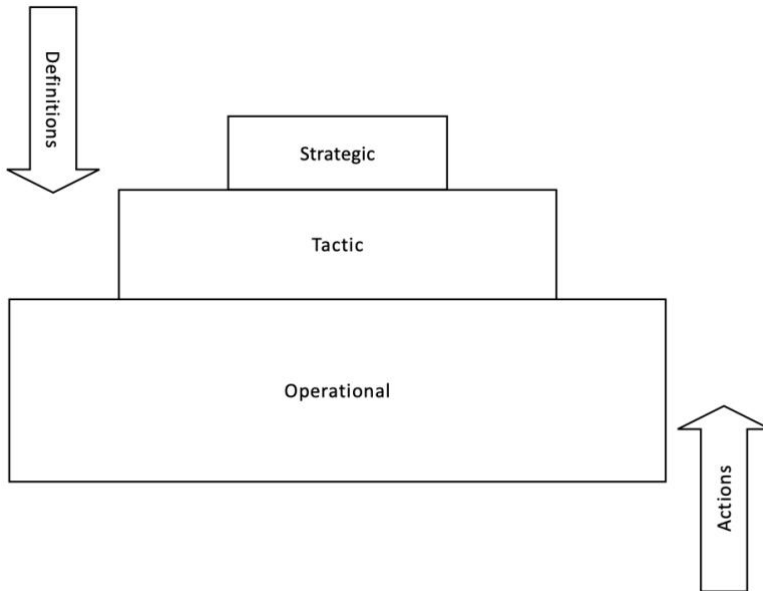 Definitions
Strategic
Tactic
Operational
Actions